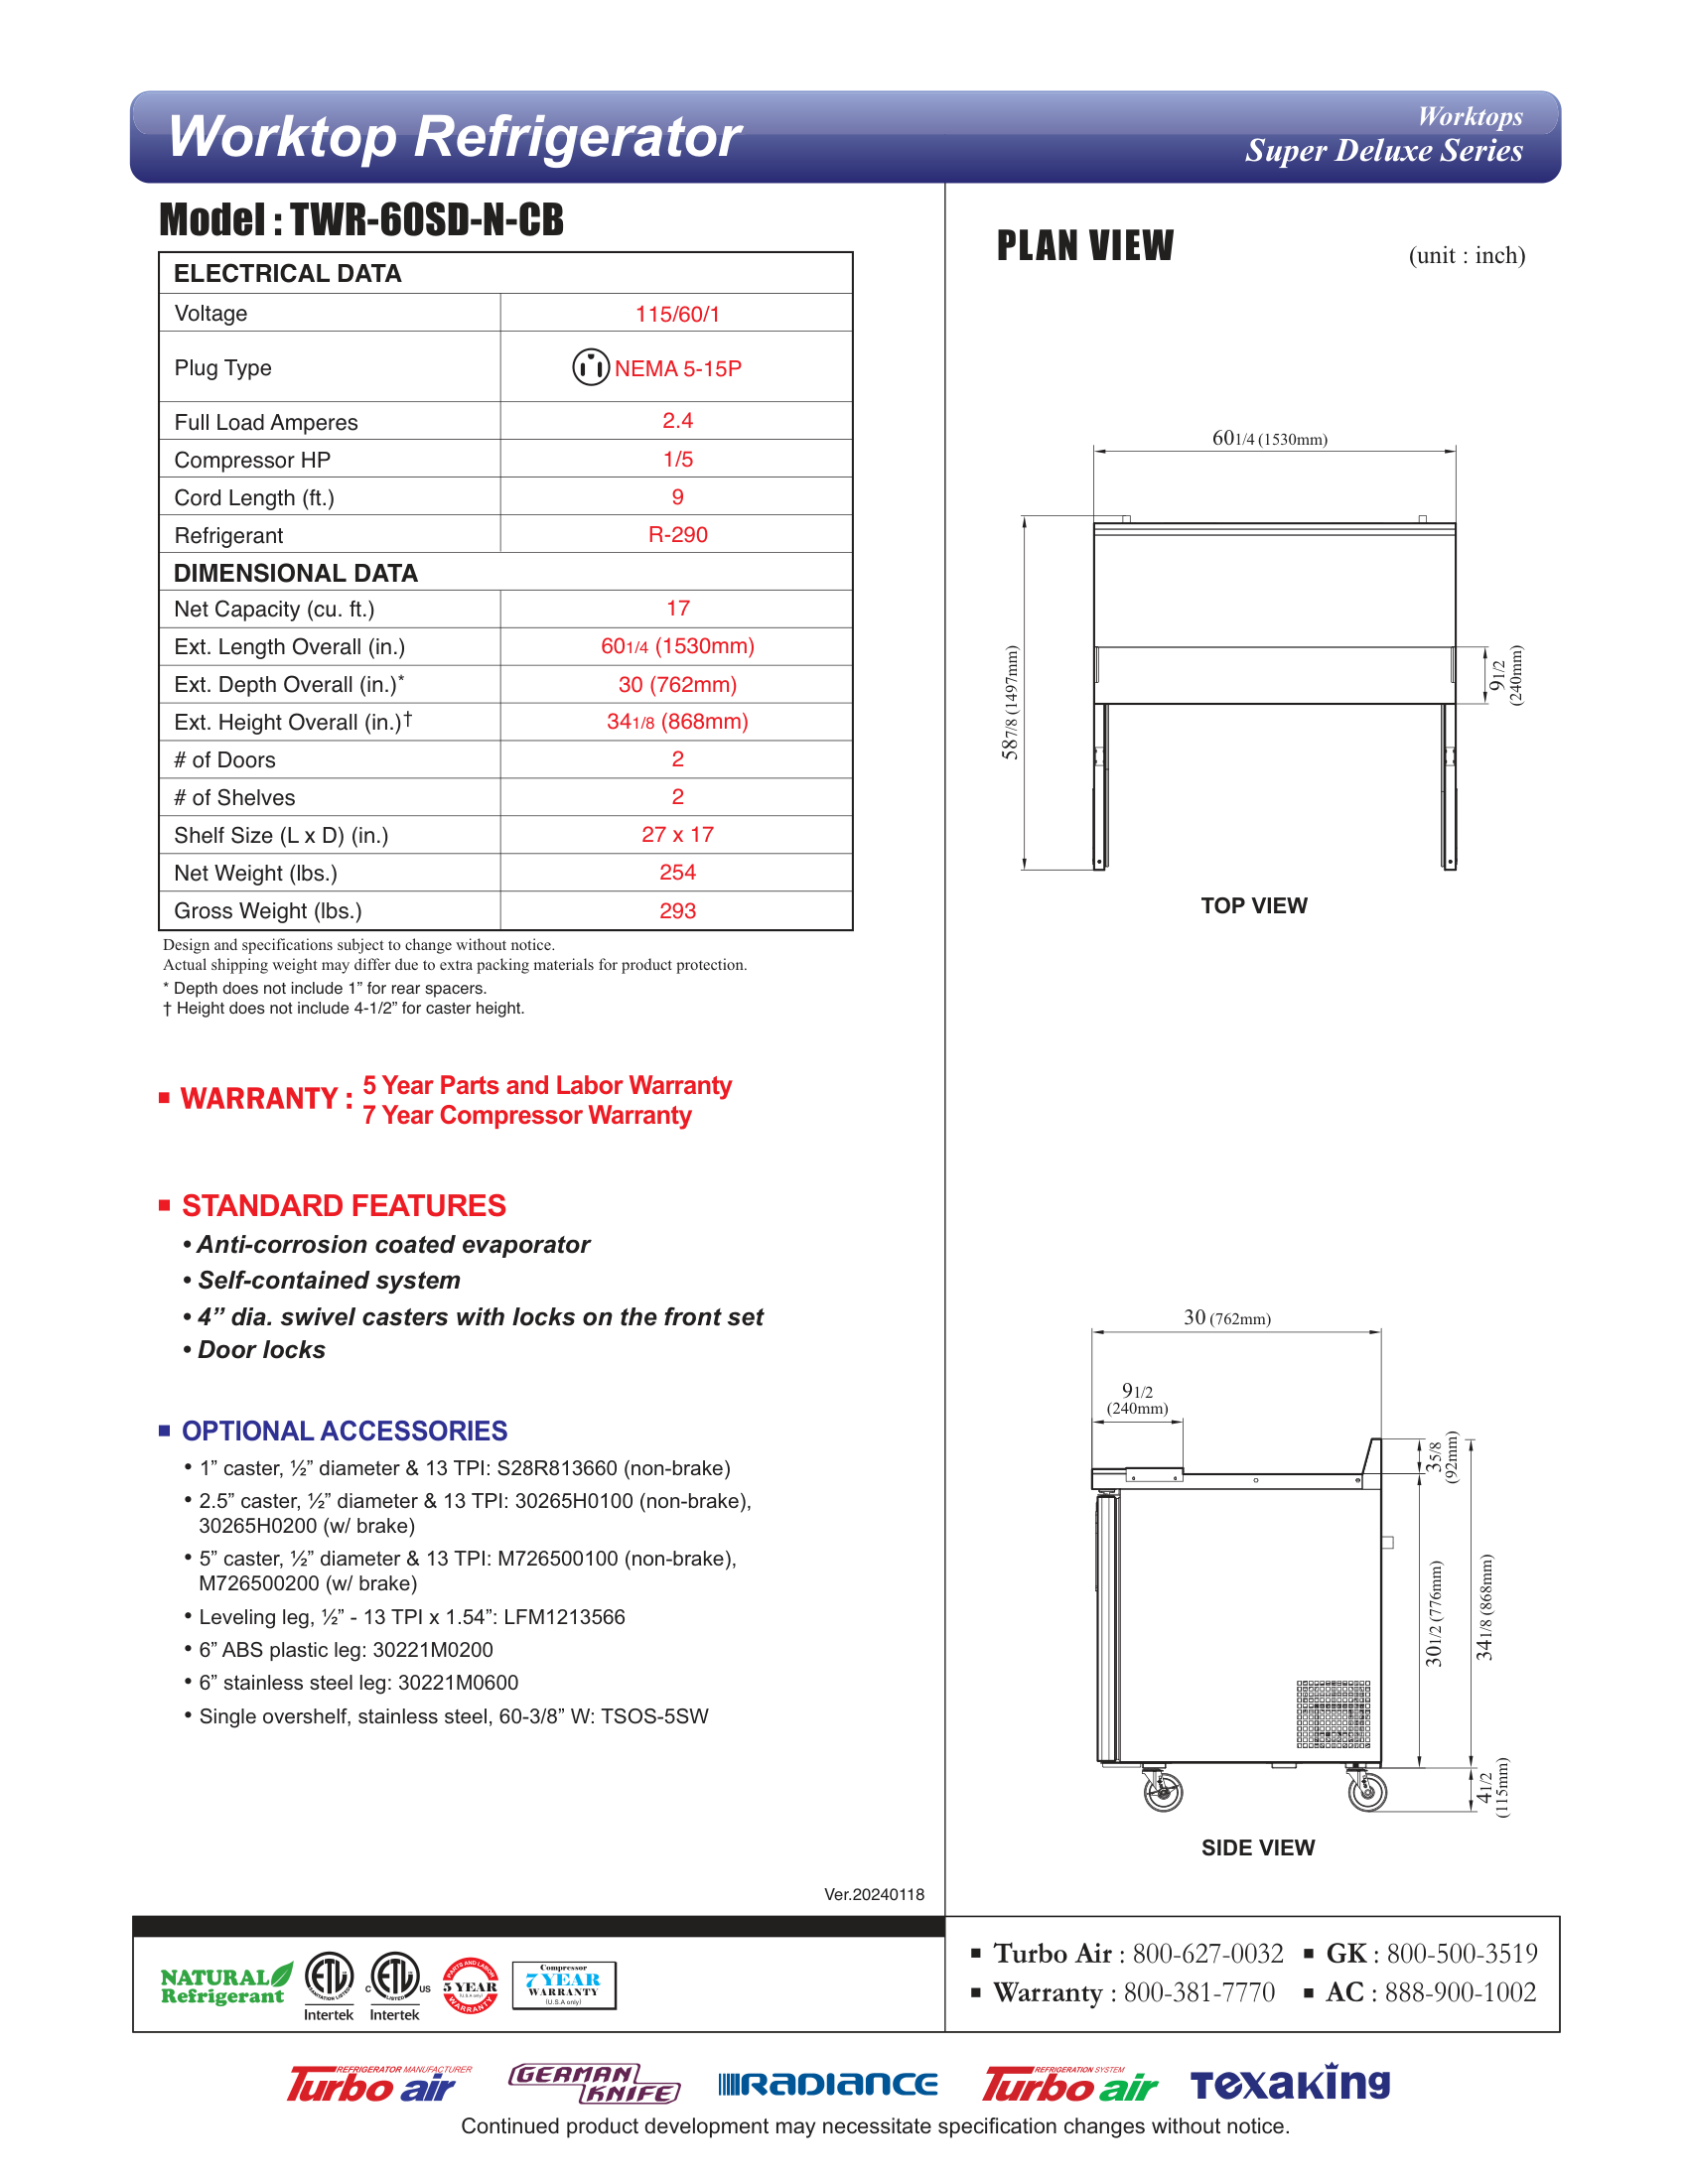 Worktop Refrigerator
Worktops
Super Deluxe Series
Model : TWR-60SD-N-CB
ELECTRICAL DATA
Voltage 115/60/1
Plug Type NEMA 5-15P
Full Load Amperes 2.4
Compressor HP 1/5
Cord Length (ft.) 9
Refrigerant R-290
DIMENSIONAL DATA
Net Capacity (cu. ft.) 17
Ext. Length Overall (in.) 60 1/4 (1530mm)
Ext. Depth Overall (in.)* 30 (762mm)
Ext. Height Overall (in.)† 34 1/8 (868mm)
# of Doors 2
# of Shelves 2
Shelf Size (L x D) (in.) 27 x 17
Net Weight (lbs.) 254
Gross Weight (lbs.) 293
Design and specifications subject to change without notice.
Actual shipping weight may differ due to extra packing materials for product protection.
* Depth does not include 1” for rear spacers.
† Height does not include 4-1/2” for caster height.
■ WARRANTY : 5 Year Parts and Labor Warranty
7 Year Compressor Warranty
■ STANDARD FEATURES
• Anti-corrosion coated evaporator
• Self-contained system
• 4” dia. swivel casters with locks on the front set
• Door locks
■ OPTIONAL ACCESSORIES
• 1” caster, ½” diameter & 13 TPI: S28R813660 (non-brake)
• 2.5” caster, ½” diameter & 13 TPI: 30265H0100 (non-brake),
30265H0200 (w/ brake)
• 5” caster, ½” diameter & 13 TPI: M726500100 (non-brake),
M726500200 (w/ brake)
• Leveling leg, ½” - 13 TPI x 1.54”: LFM1213566
• 6” ABS plastic leg: 30221M0200
• 6” stainless steel leg: 30221M0600
• Single overshelf, stainless steel, 60-3/8” W: TSOS-5SW
Ver.20240118
PLAN VIEW
(unit : inch)
60 1/4 (1530mm)
58 7/8 (1497mm)
9 1/2
(240mm)
TOP VIEW
30 (762mm)
9 1/2
(240mm)
3 5/8
(92mm)
30 1/2 (776mm)
34 1/8 (868mm)
4 1/2
(115mm)
SIDE VIEW
NATURAL
Refrigerant
ETL
SANITATION LISTED
Intertek
C ETL US
LISTED
Intertek
PARTS AND LABOR
5 YEAR
(U.S.A only)
WARRANTY
Compressor
7 YEAR
WARRANTY
(U.S.A only)
■ Turbo Air : 800-627-0032 ■ GK : 800-500-3519
■ Warranty : 800-381-7770 ■ AC : 888-900-1002
REFRIGERATOR MANUFACTURER
Turbo air
GERMAN
KNIFE
RADIANCE
REFRIGERATION SYSTEM
Turbo air
Texaking
Continued product development may necessitate specification changes without notice.